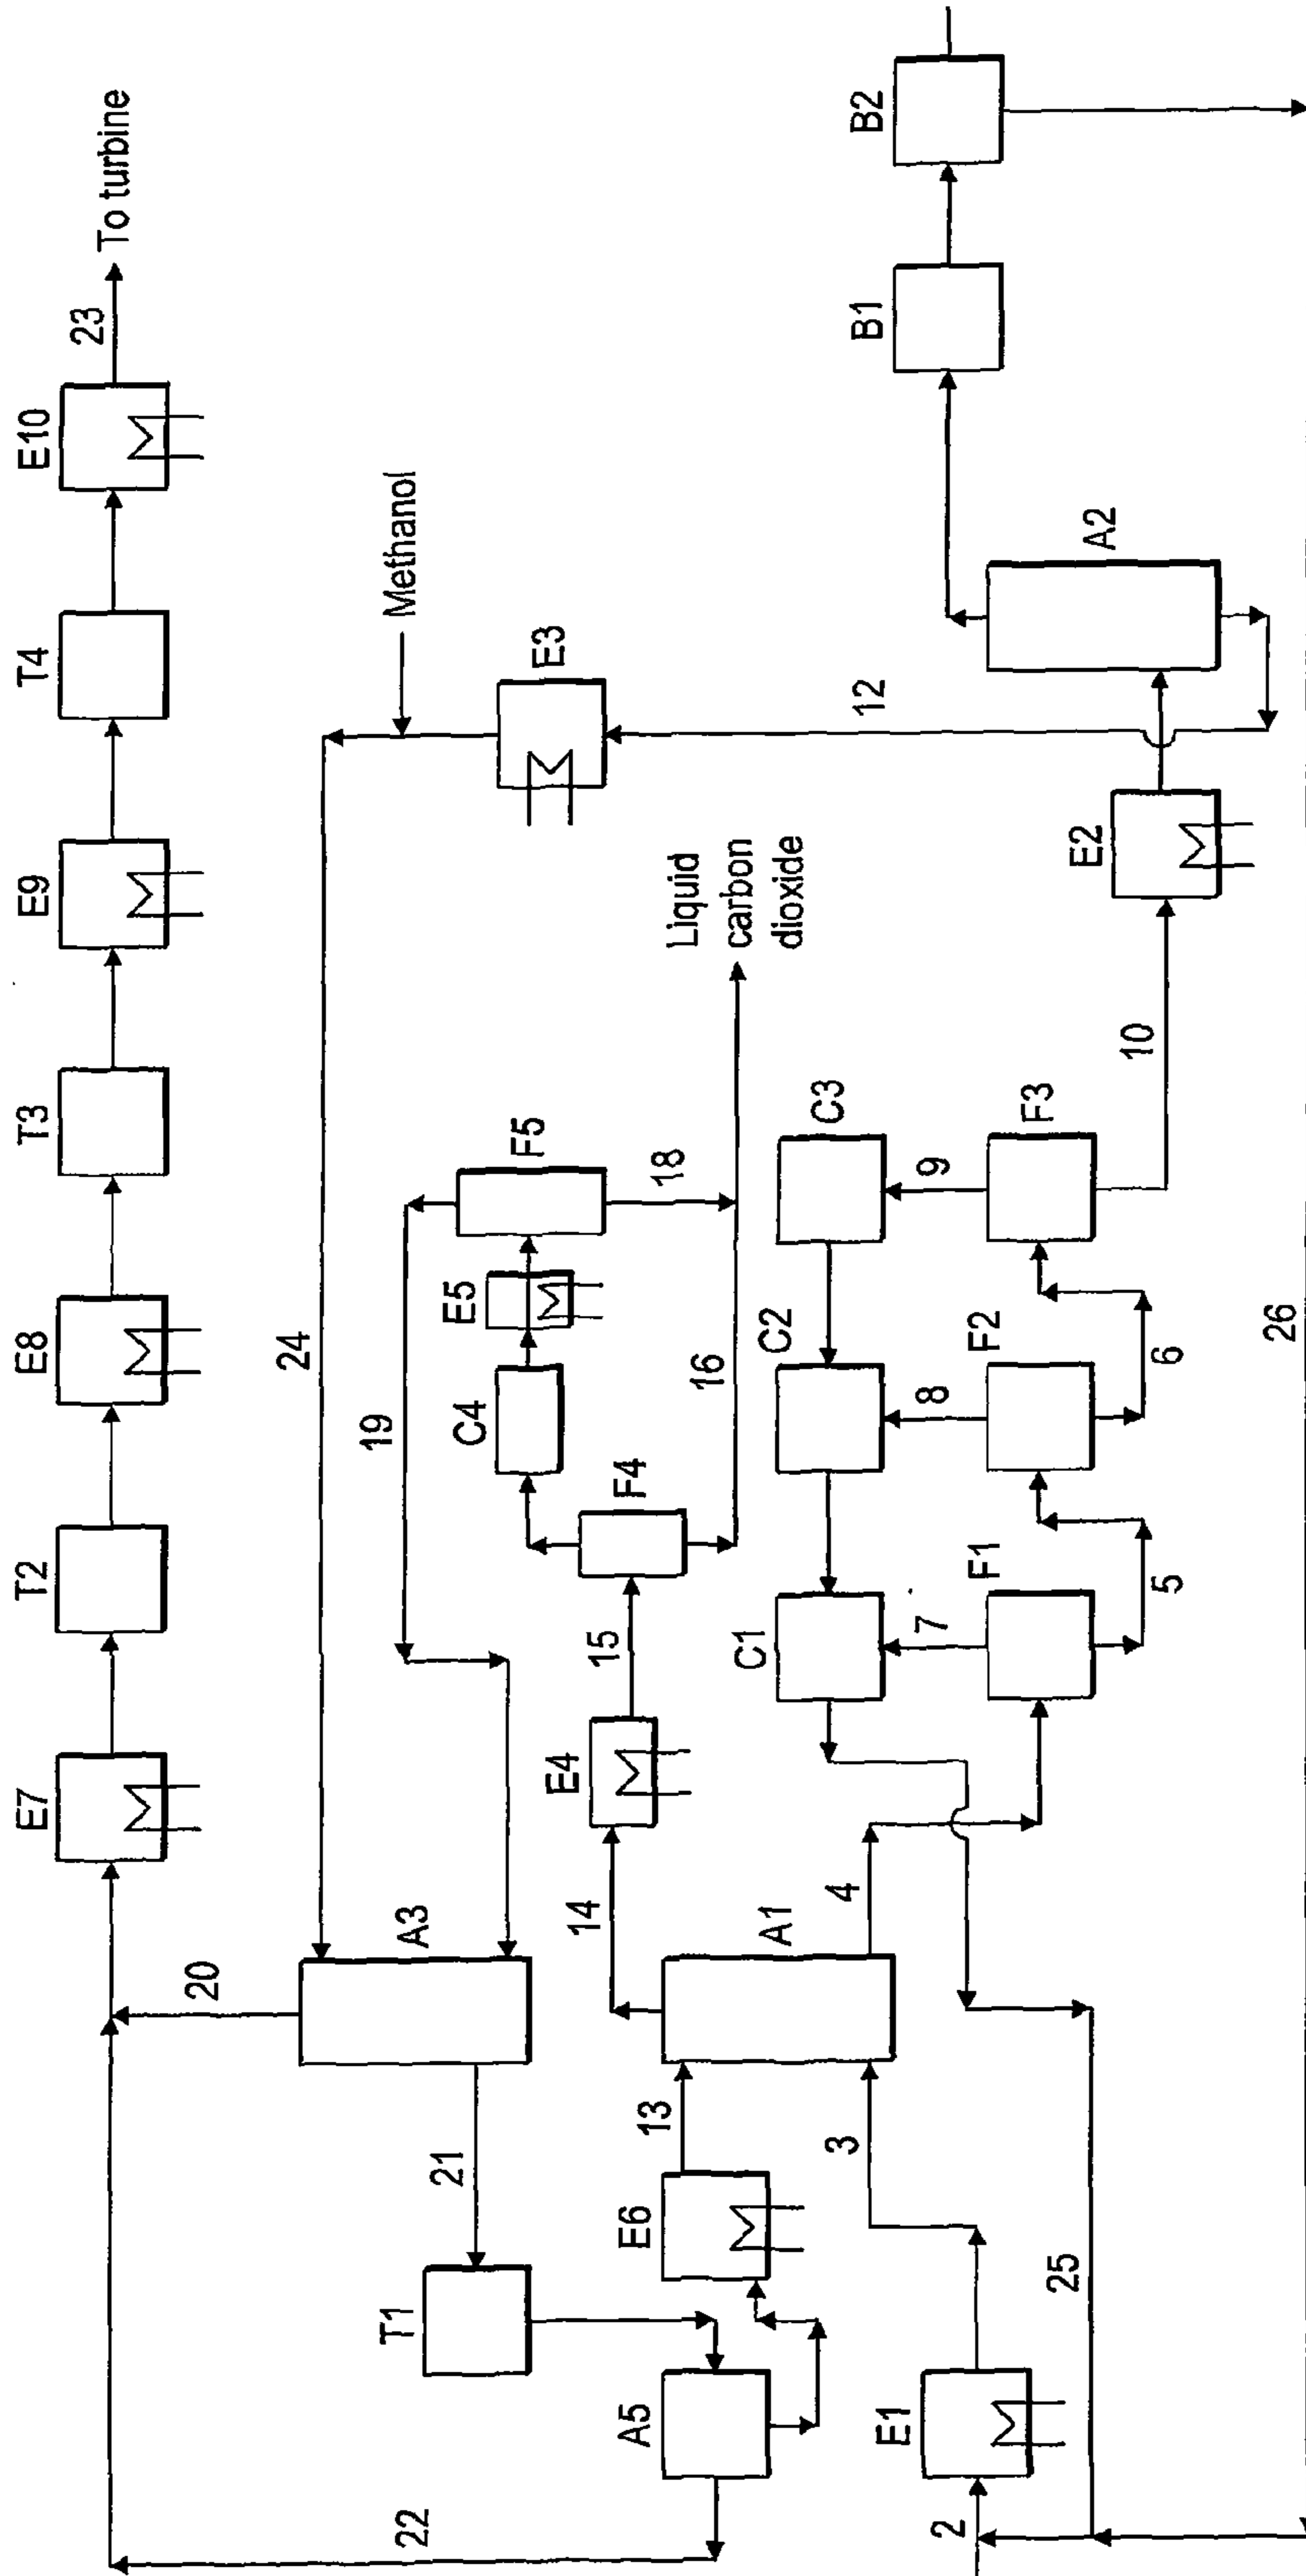 E7
T2
E8
T3
E9
T4
E10
23
To turbine
22
20
24
Methanol
A3
19
21
T1
F5
C4
E5
18
E3
14
15
E4
F4
16
Liquid
carbon
dioxide
12
A5
E6
13
A1
C1
C2
C3
7
8
9
B1
B2
3
4
F1
F2
F3
5
6
10
E2
A2
2
E1
25
26